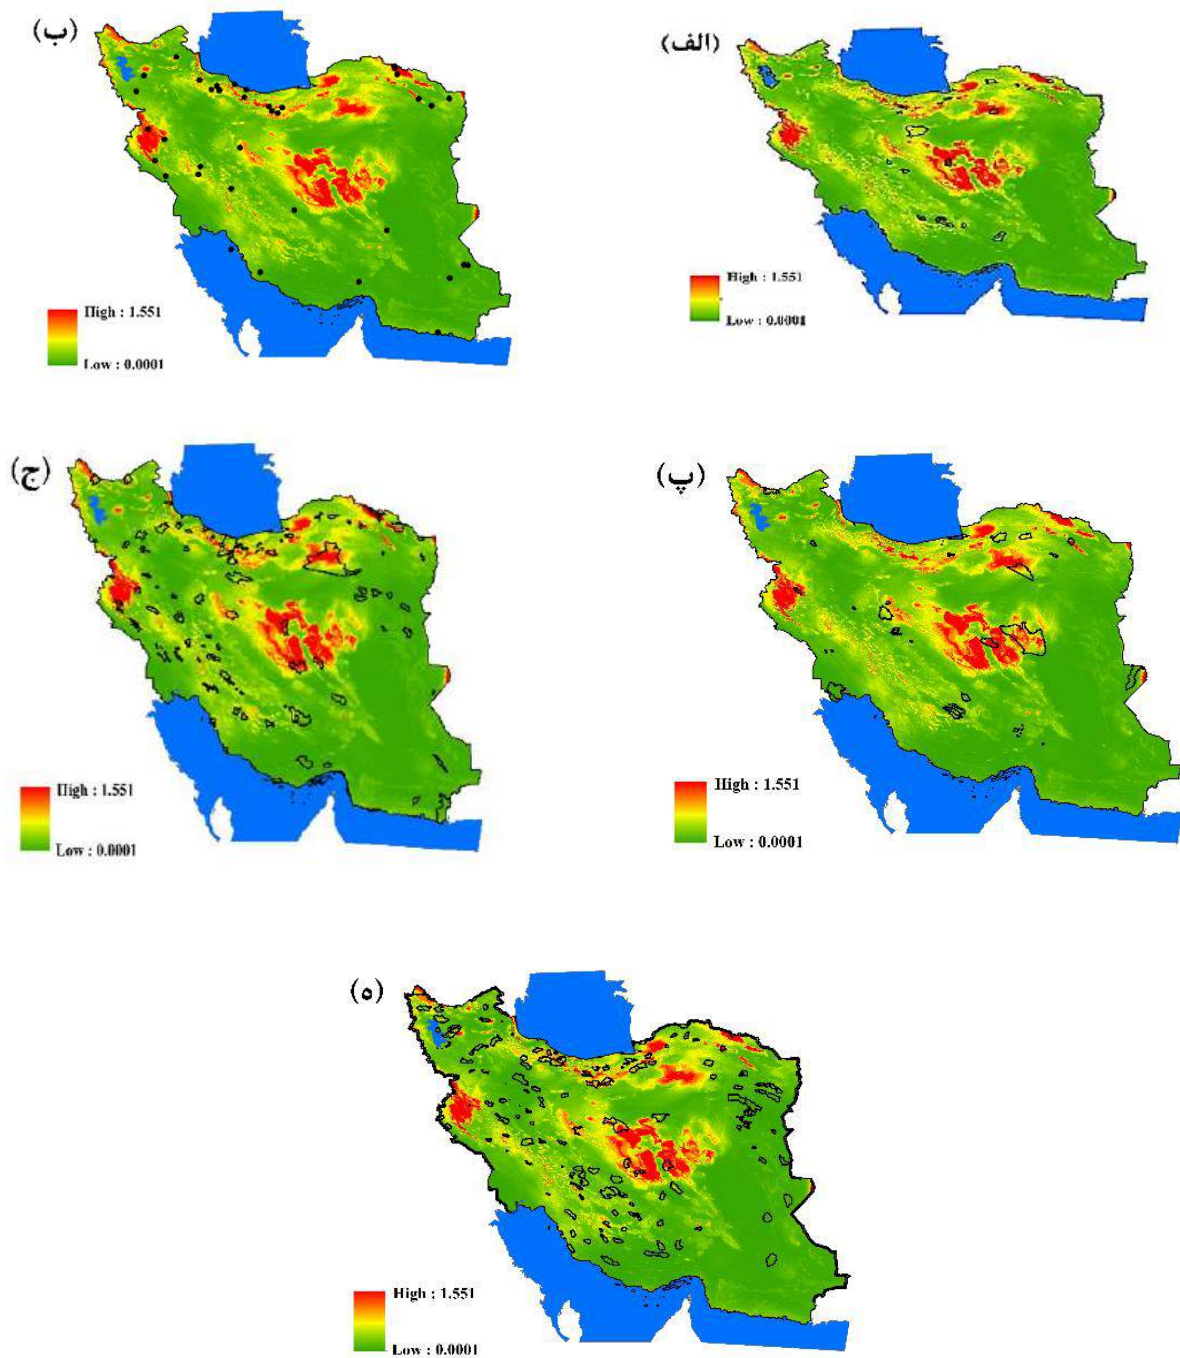 (الف)
High : 1.551
Low : 0.0001
(ب)
High : 1.551
Low : 0.0001
(پ)
High : 1.551
Low : 0.0001
(ج)
High : 1.551
Low : 0.0001
(ه)
High : 1.551
Low : 0.0001